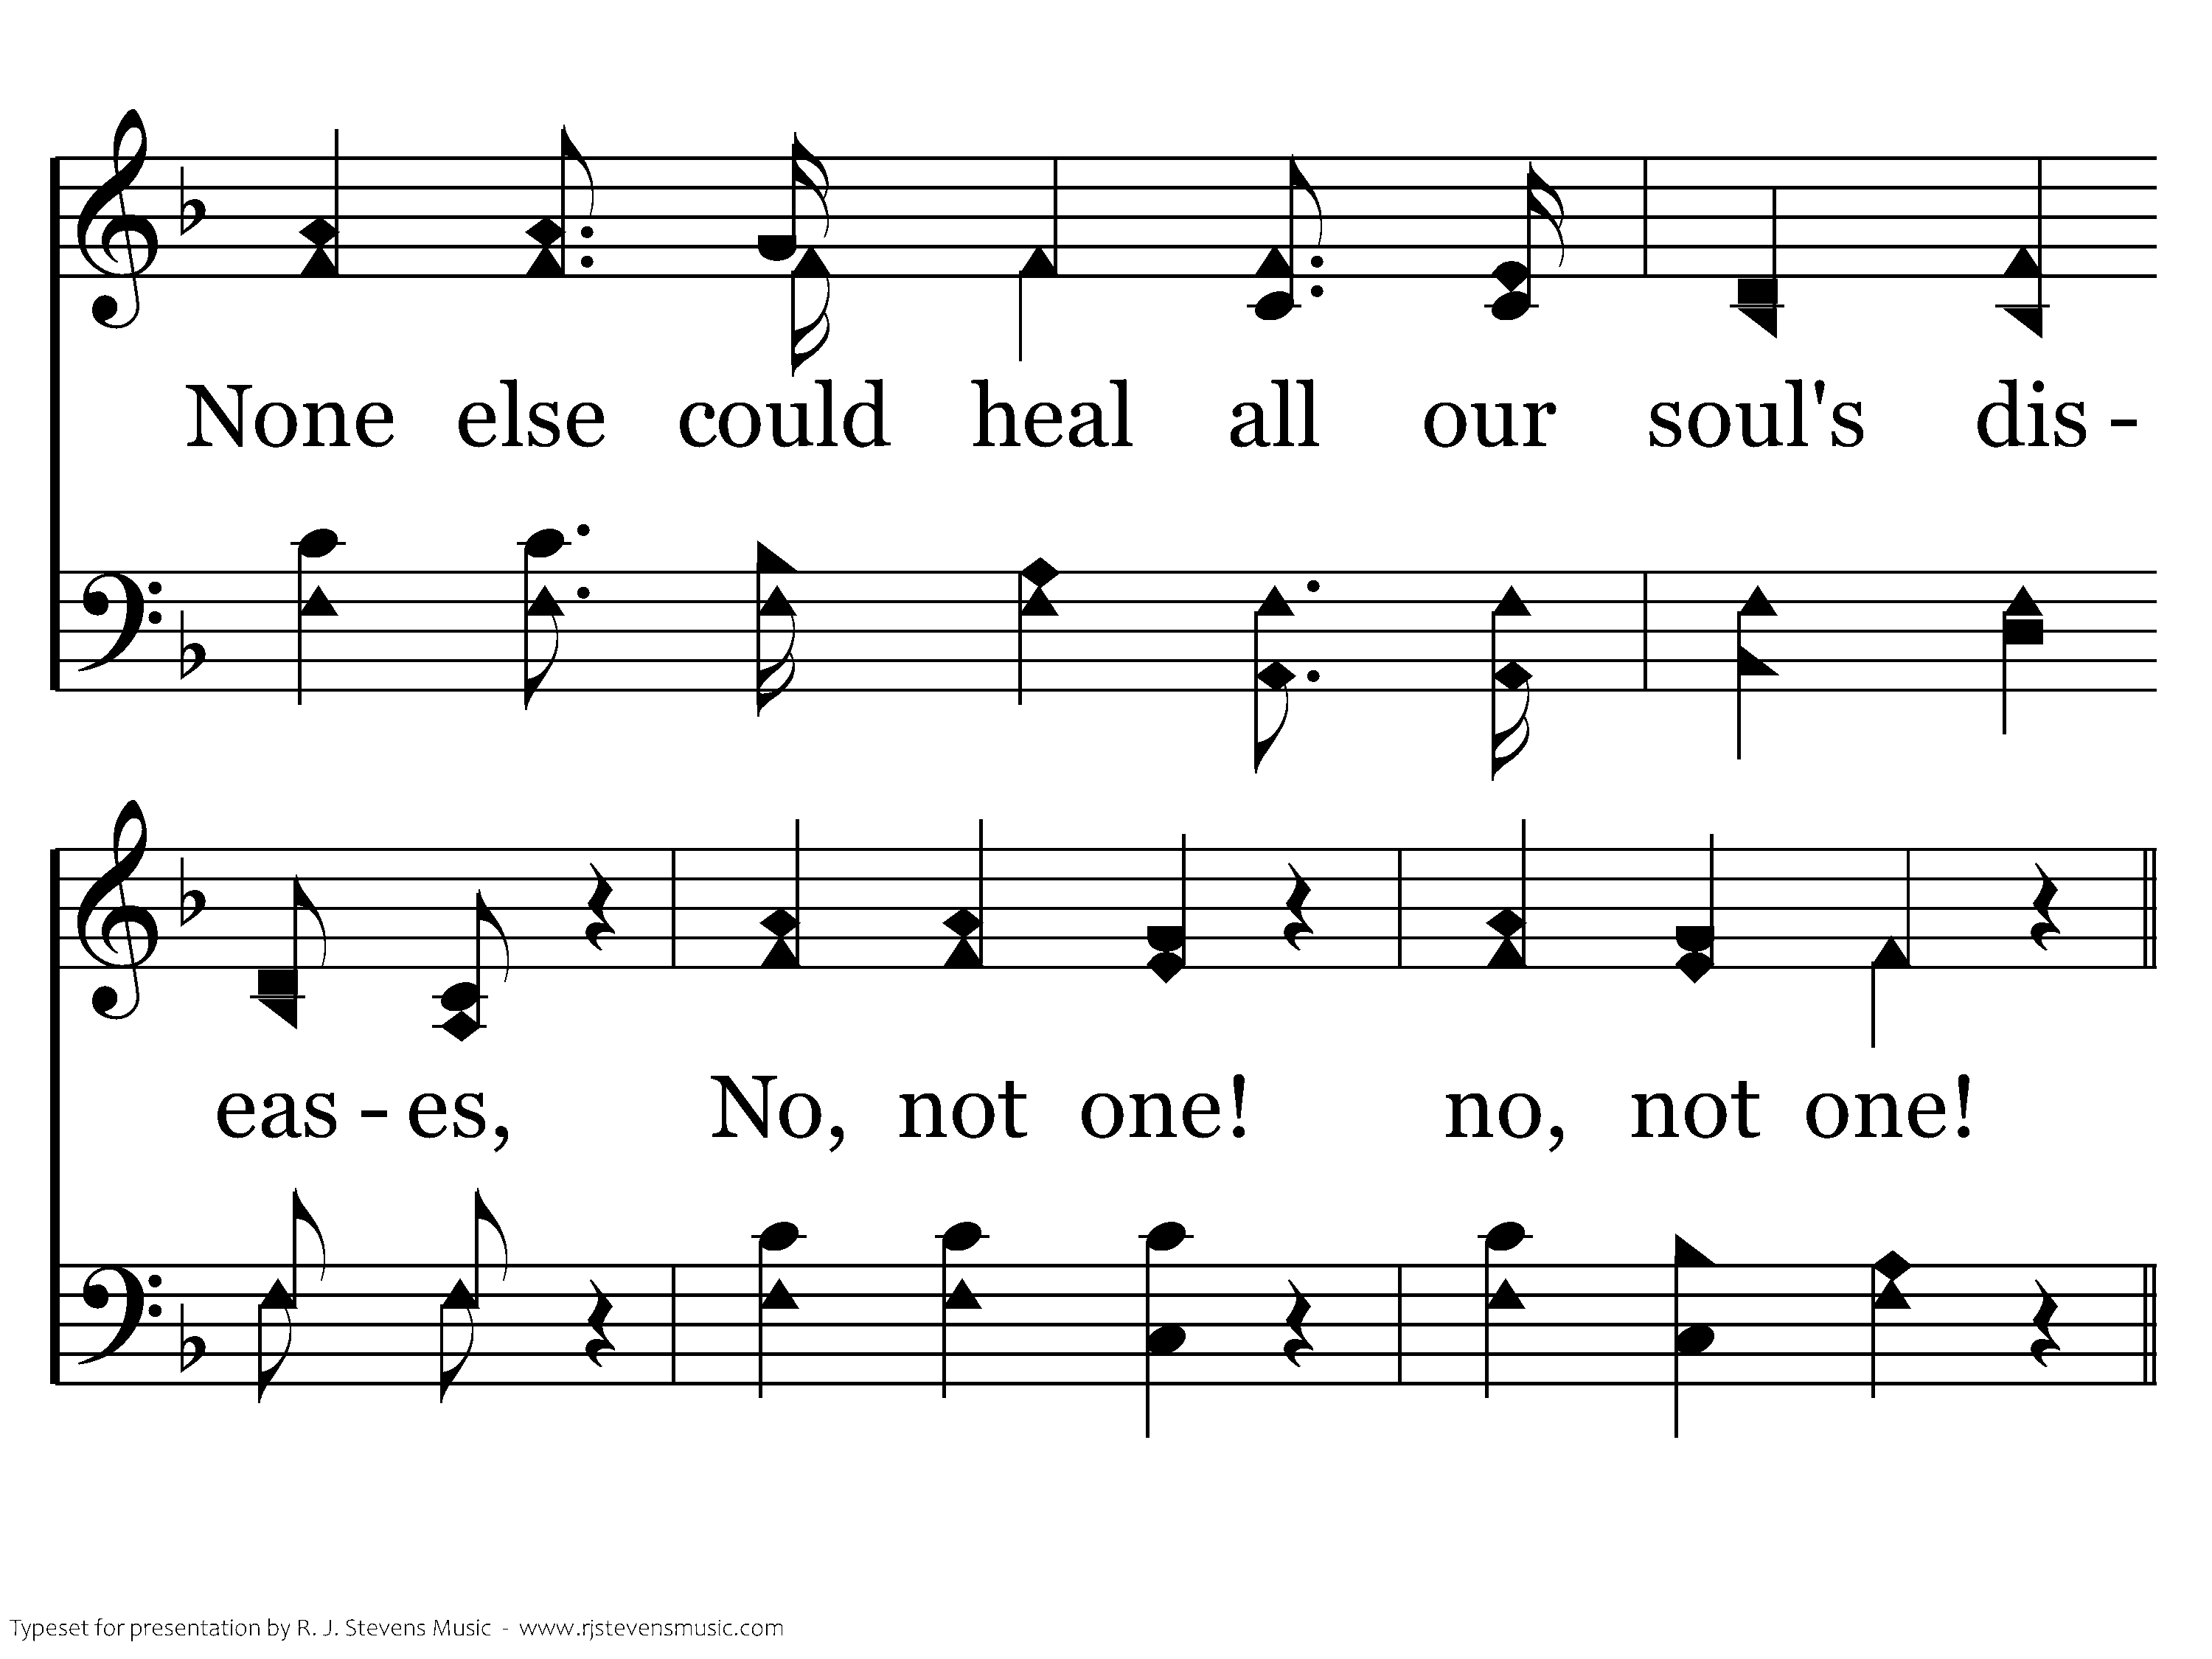 None else could heal all our soul's dis -
eas - es, No, not one! no, not one!
Typeset for presentation by R. J. Stevens Music - www.rjstevensmusic.com